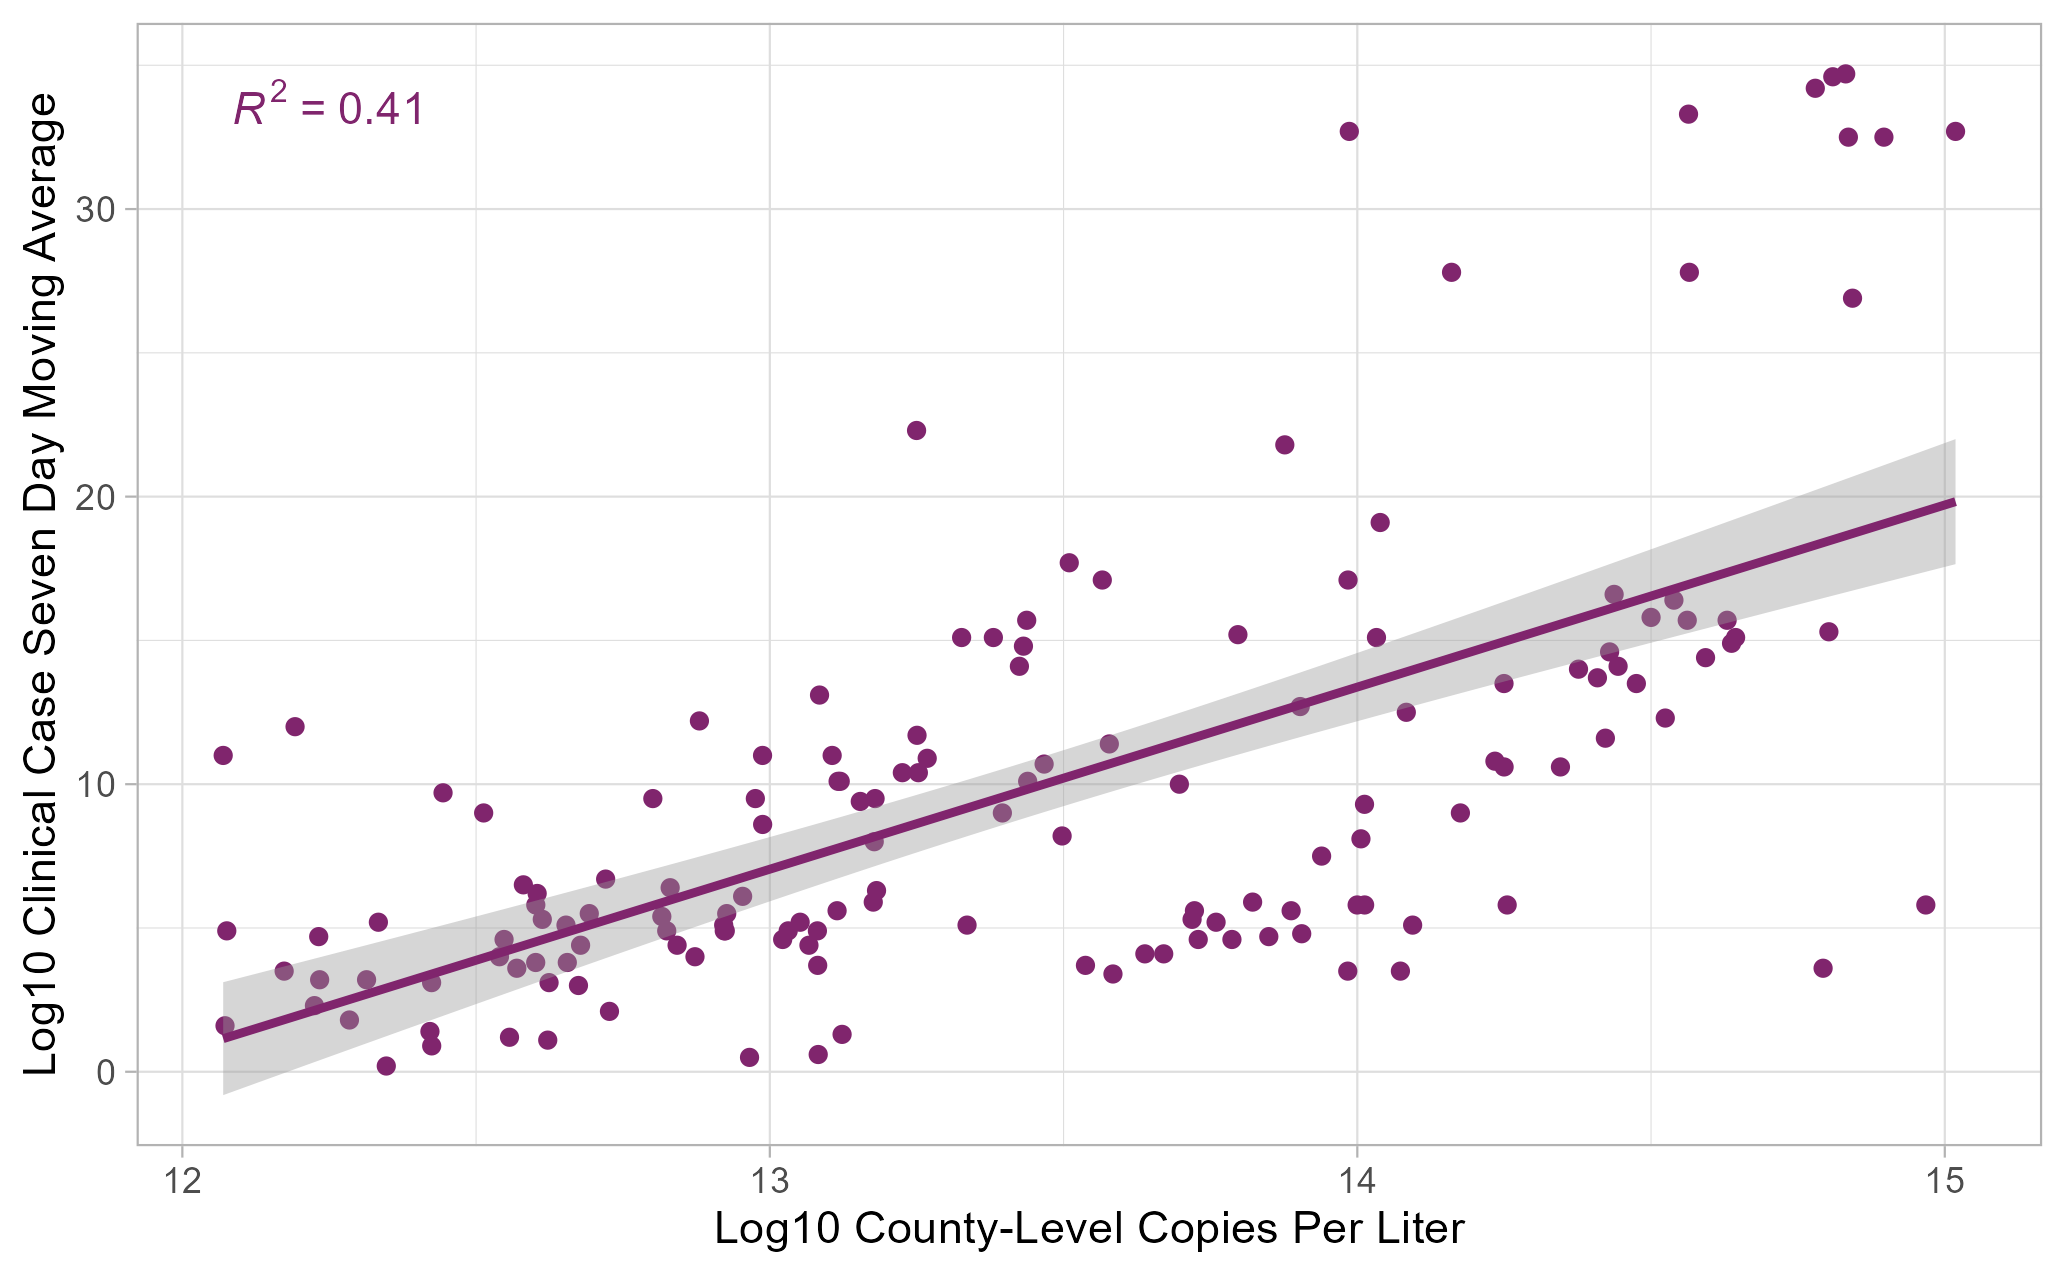 R² = 0.41
Log10 Clinical Case Seven Day Moving Average
30
20
10
0
12 13 14 15
Log10 County-Level Copies Per Liter